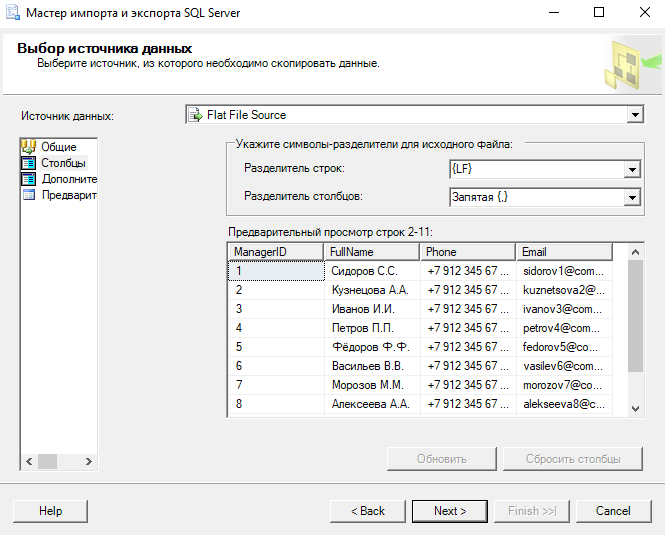 Мастер импорта и экспорта SQL Server
Выбор источника данных
Выберите источник, из которого необходимо скопировать данные.
Источник данных: Flat File Source
Общие
Столбцы
Дополните
Предварит
Укажите символы-разделители для исходного файла:
Разделитель строк: {LF}
Разделитель столбцов: Запятая {,}
Предварительный просмотр строк 2-11:
ManagerID FullName Phone Email
1 Сидоров С.С. +7 912 345 67 ... sidorov1@com...
2 Кузнецова А.А. +7 912 345 67 ... kuznetsova2@...
3 Иванов И.И. +7 912 345 67 ... ivanov3@com...
4 Петров П.П. +7 912 345 67 ... petrov4@com...
5 Фёдоров Ф.Ф. +7 912 345 67 ... fedorov5@co...
6 Васильев В.В. +7 912 345 67 ... vasilev6@com...
7 Морозов М.М. +7 912 345 67 ... morozov7@co...
8 Алексеева А.А. +7 912 345 67 ... alekseeva8@c...
Обновить Сбросить столбцы
Help < Back Next > Finish >>| Cancel